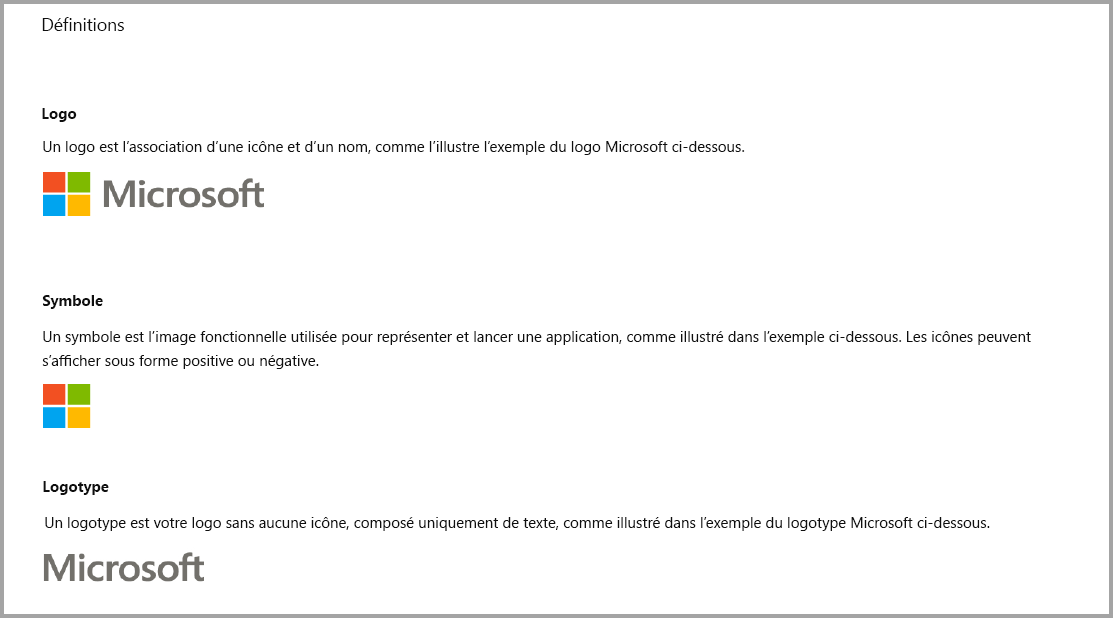 Définitions
Logo
Un logo est l’association d’une icône et d’un nom, comme l’illustre l’exemple du logo Microsoft ci-dessous.
Microsoft
Symbole
Un symbole est l’image fonctionnelle utilisée pour représenter et lancer une application, comme illustré dans l’exemple ci-dessous. Les icônes peuvent
s’afficher sous forme positive ou négative.
Logotype
Un logotype est votre logo sans aucune icône, composé uniquement de texte, comme illustré dans l’exemple du logotype Microsoft ci-dessous.
Microsoft